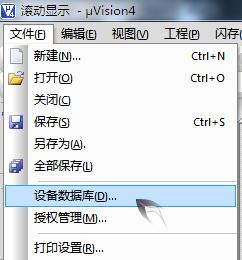 滚动显示 - µVision4
文件(F) 编辑(E) 视图(V) 工程(P) 闪存
新建(N)... Ctrl+N
打开(O) Ctrl+O
关闭(C)
保存(S) Ctrl+S
另存为(A).
全部保存(L)
设备数据库(D)...
授权管理(M)...
打印设置(R)...